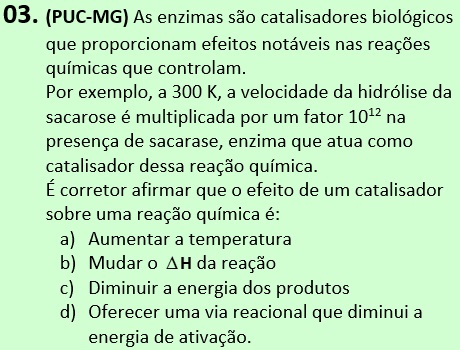 03. (PUC-MG) As enzimas são catalisadores biológicos
que proporcionam efeitos notáveis nas reações
químicas que controlam.
Por exemplo, a 300 K, a velocidade da hidrólise da
sacarose é multiplicada por um fator 10¹² na
presença de sacarase, enzima que atua como
catalisador dessa reação química.
É corretor afirmar que o efeito de um catalisador
sobre uma reação química é:
a) Aumentar a temperatura
b) Mudar o ΔH da reação
c) Diminuir a energia dos produtos
d) Oferecer uma via reacional que diminui a
energia de ativação.